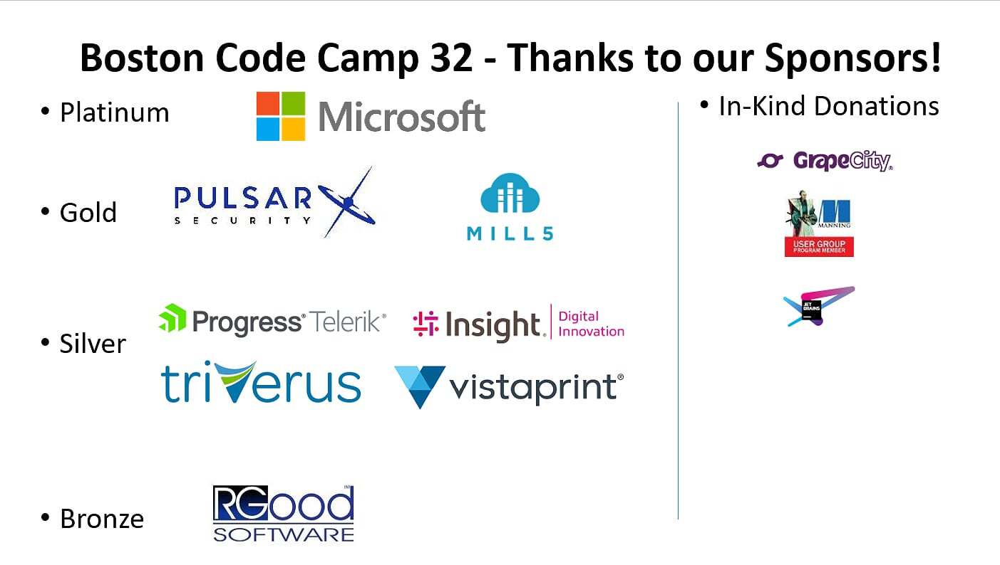 Boston Code Camp 32 - Thanks to our Sponsors!
• Platinum
Microsoft
• Gold
PULSAR
SECURITY
MILL5
• Silver
Progress® Telerik®
Insight.® Digital
Innovation
triverus
vistaprint®
• Bronze
RGood™
SOFTWARE
• In-Kind Donations
GrapeCity®
MANNING
USER GROUP
PROGRAM MEMBER
JET
BRAINS